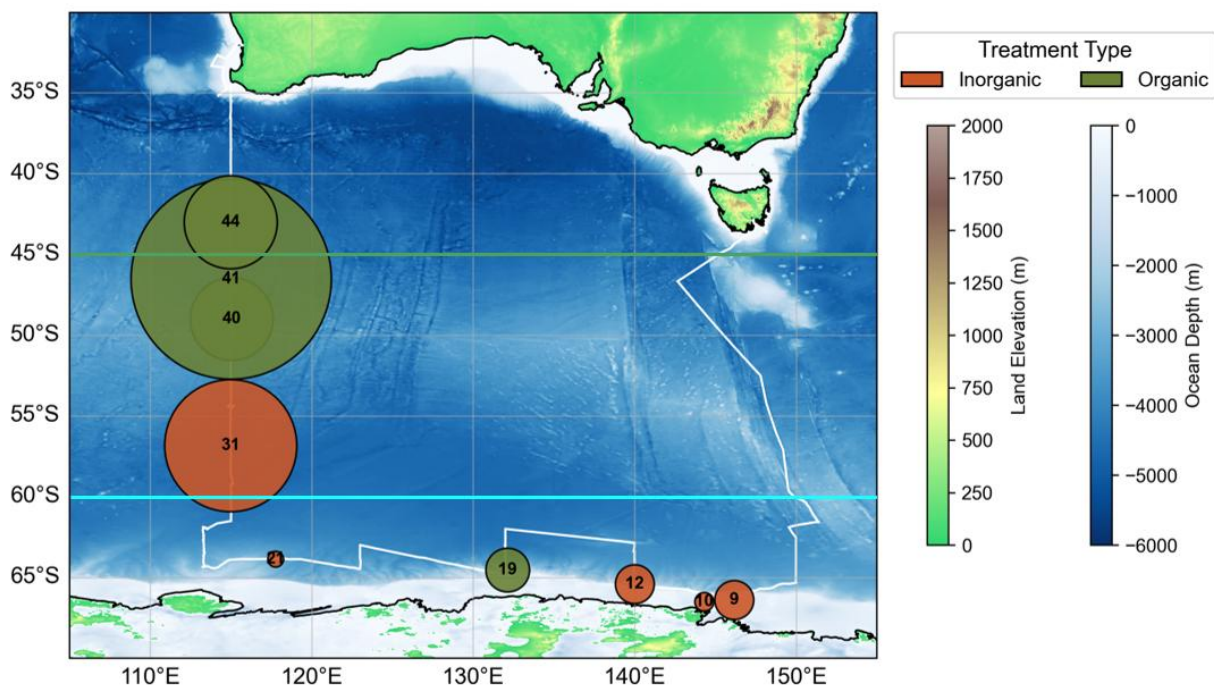 Treatment Type
Inorganic Organic
35°S
40°S
45°S
50°S
55°S
60°S
65°S
110°E 120°E 130°E 140°E 150°E
44
41
40
31
21
19
12
10
9
2000
1750
1500
1250
1000
750
500
250
0
Land Elevation (m)
0
−1000
−2000
−3000
−4000
−5000
−6000
Ocean Depth (m)